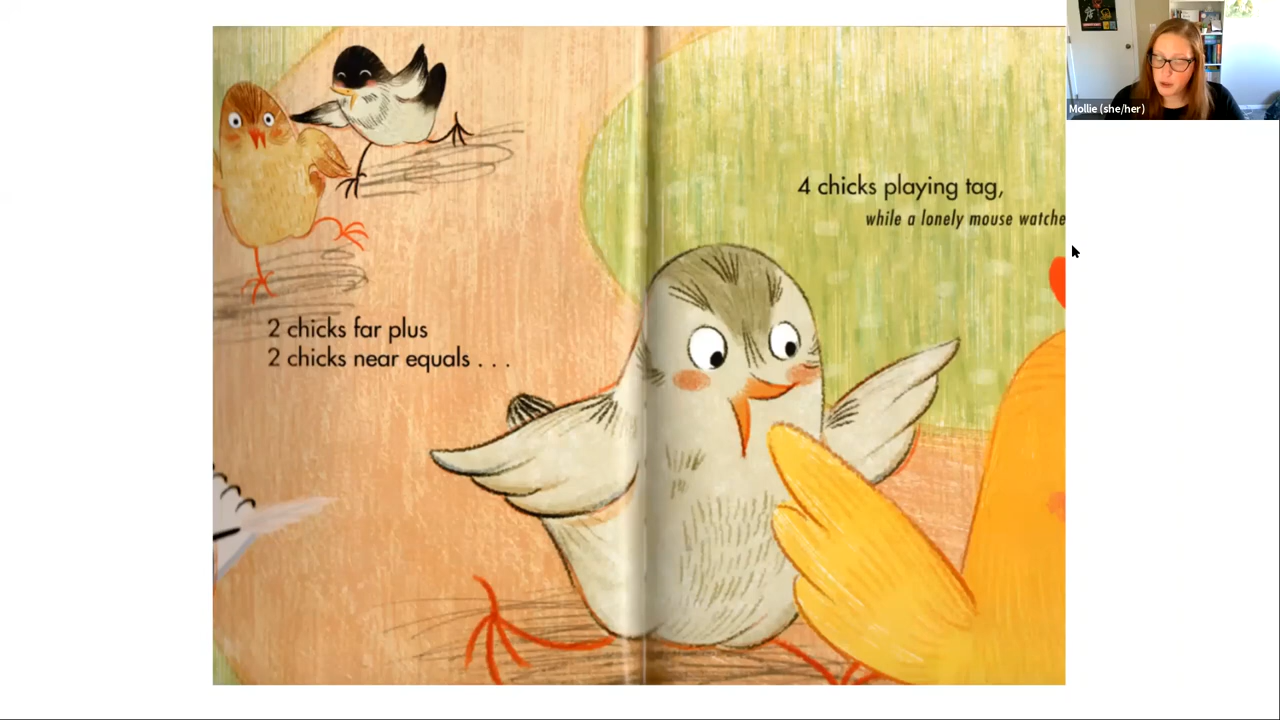 Mollie (she/her)
2 chicks far plus
2 chicks near equals . . .
4 chicks playing tag,
while a lonely mouse watche